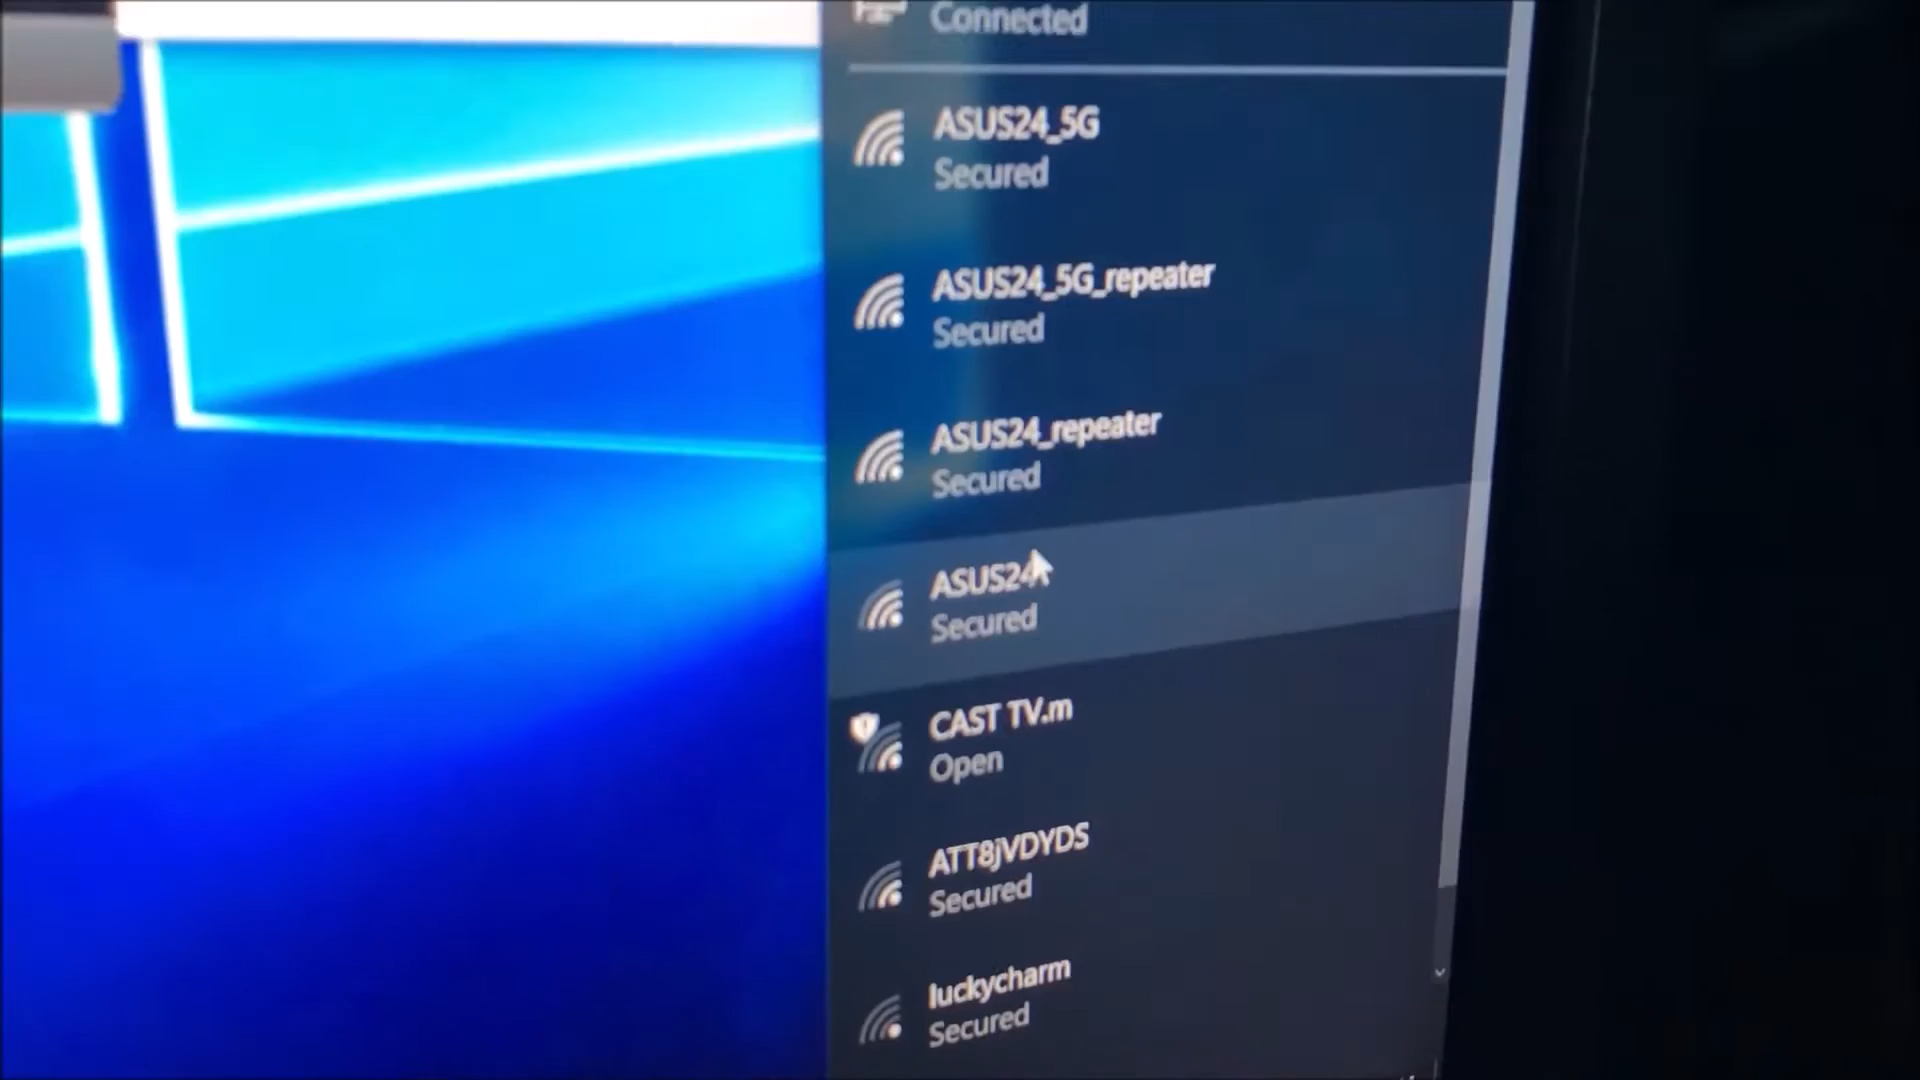 Connected
ASUS24_5G
Secured
ASUS24_5G_repeater
Secured
ASUS24_repeater
Secured
ASUS24
Secured
CAST TV.m
Open
ATT8jVDYDS
Secured
luckycharm
Secured